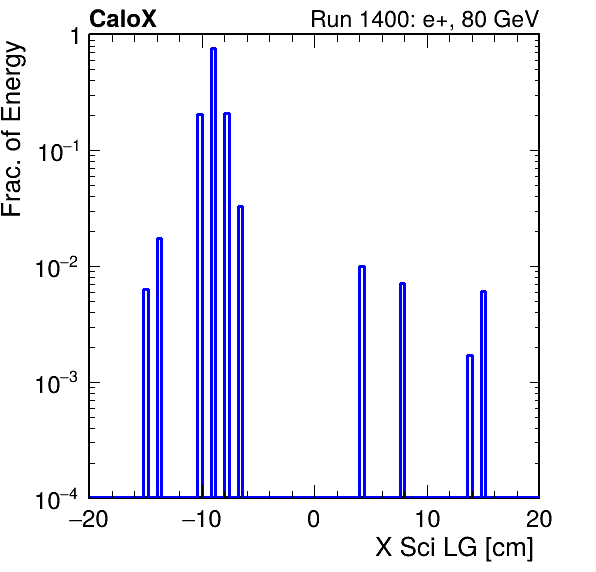 CaloX Run 1400: e+, 80 GeV
Frac. of Energy
1
10⁻¹
10⁻²
10⁻³
10⁻⁴
−20 −10 0 10 20
X Sci LG [cm]